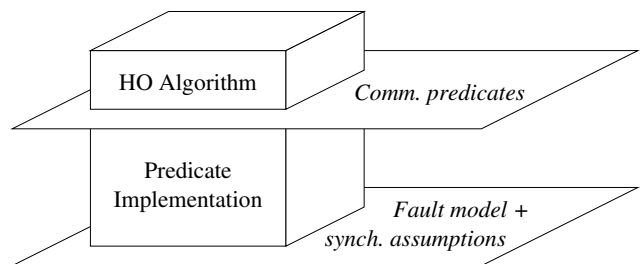 HO Algorithm
Comm. predicates
Predicate
Implementation
Fault model +
synch. assumptions